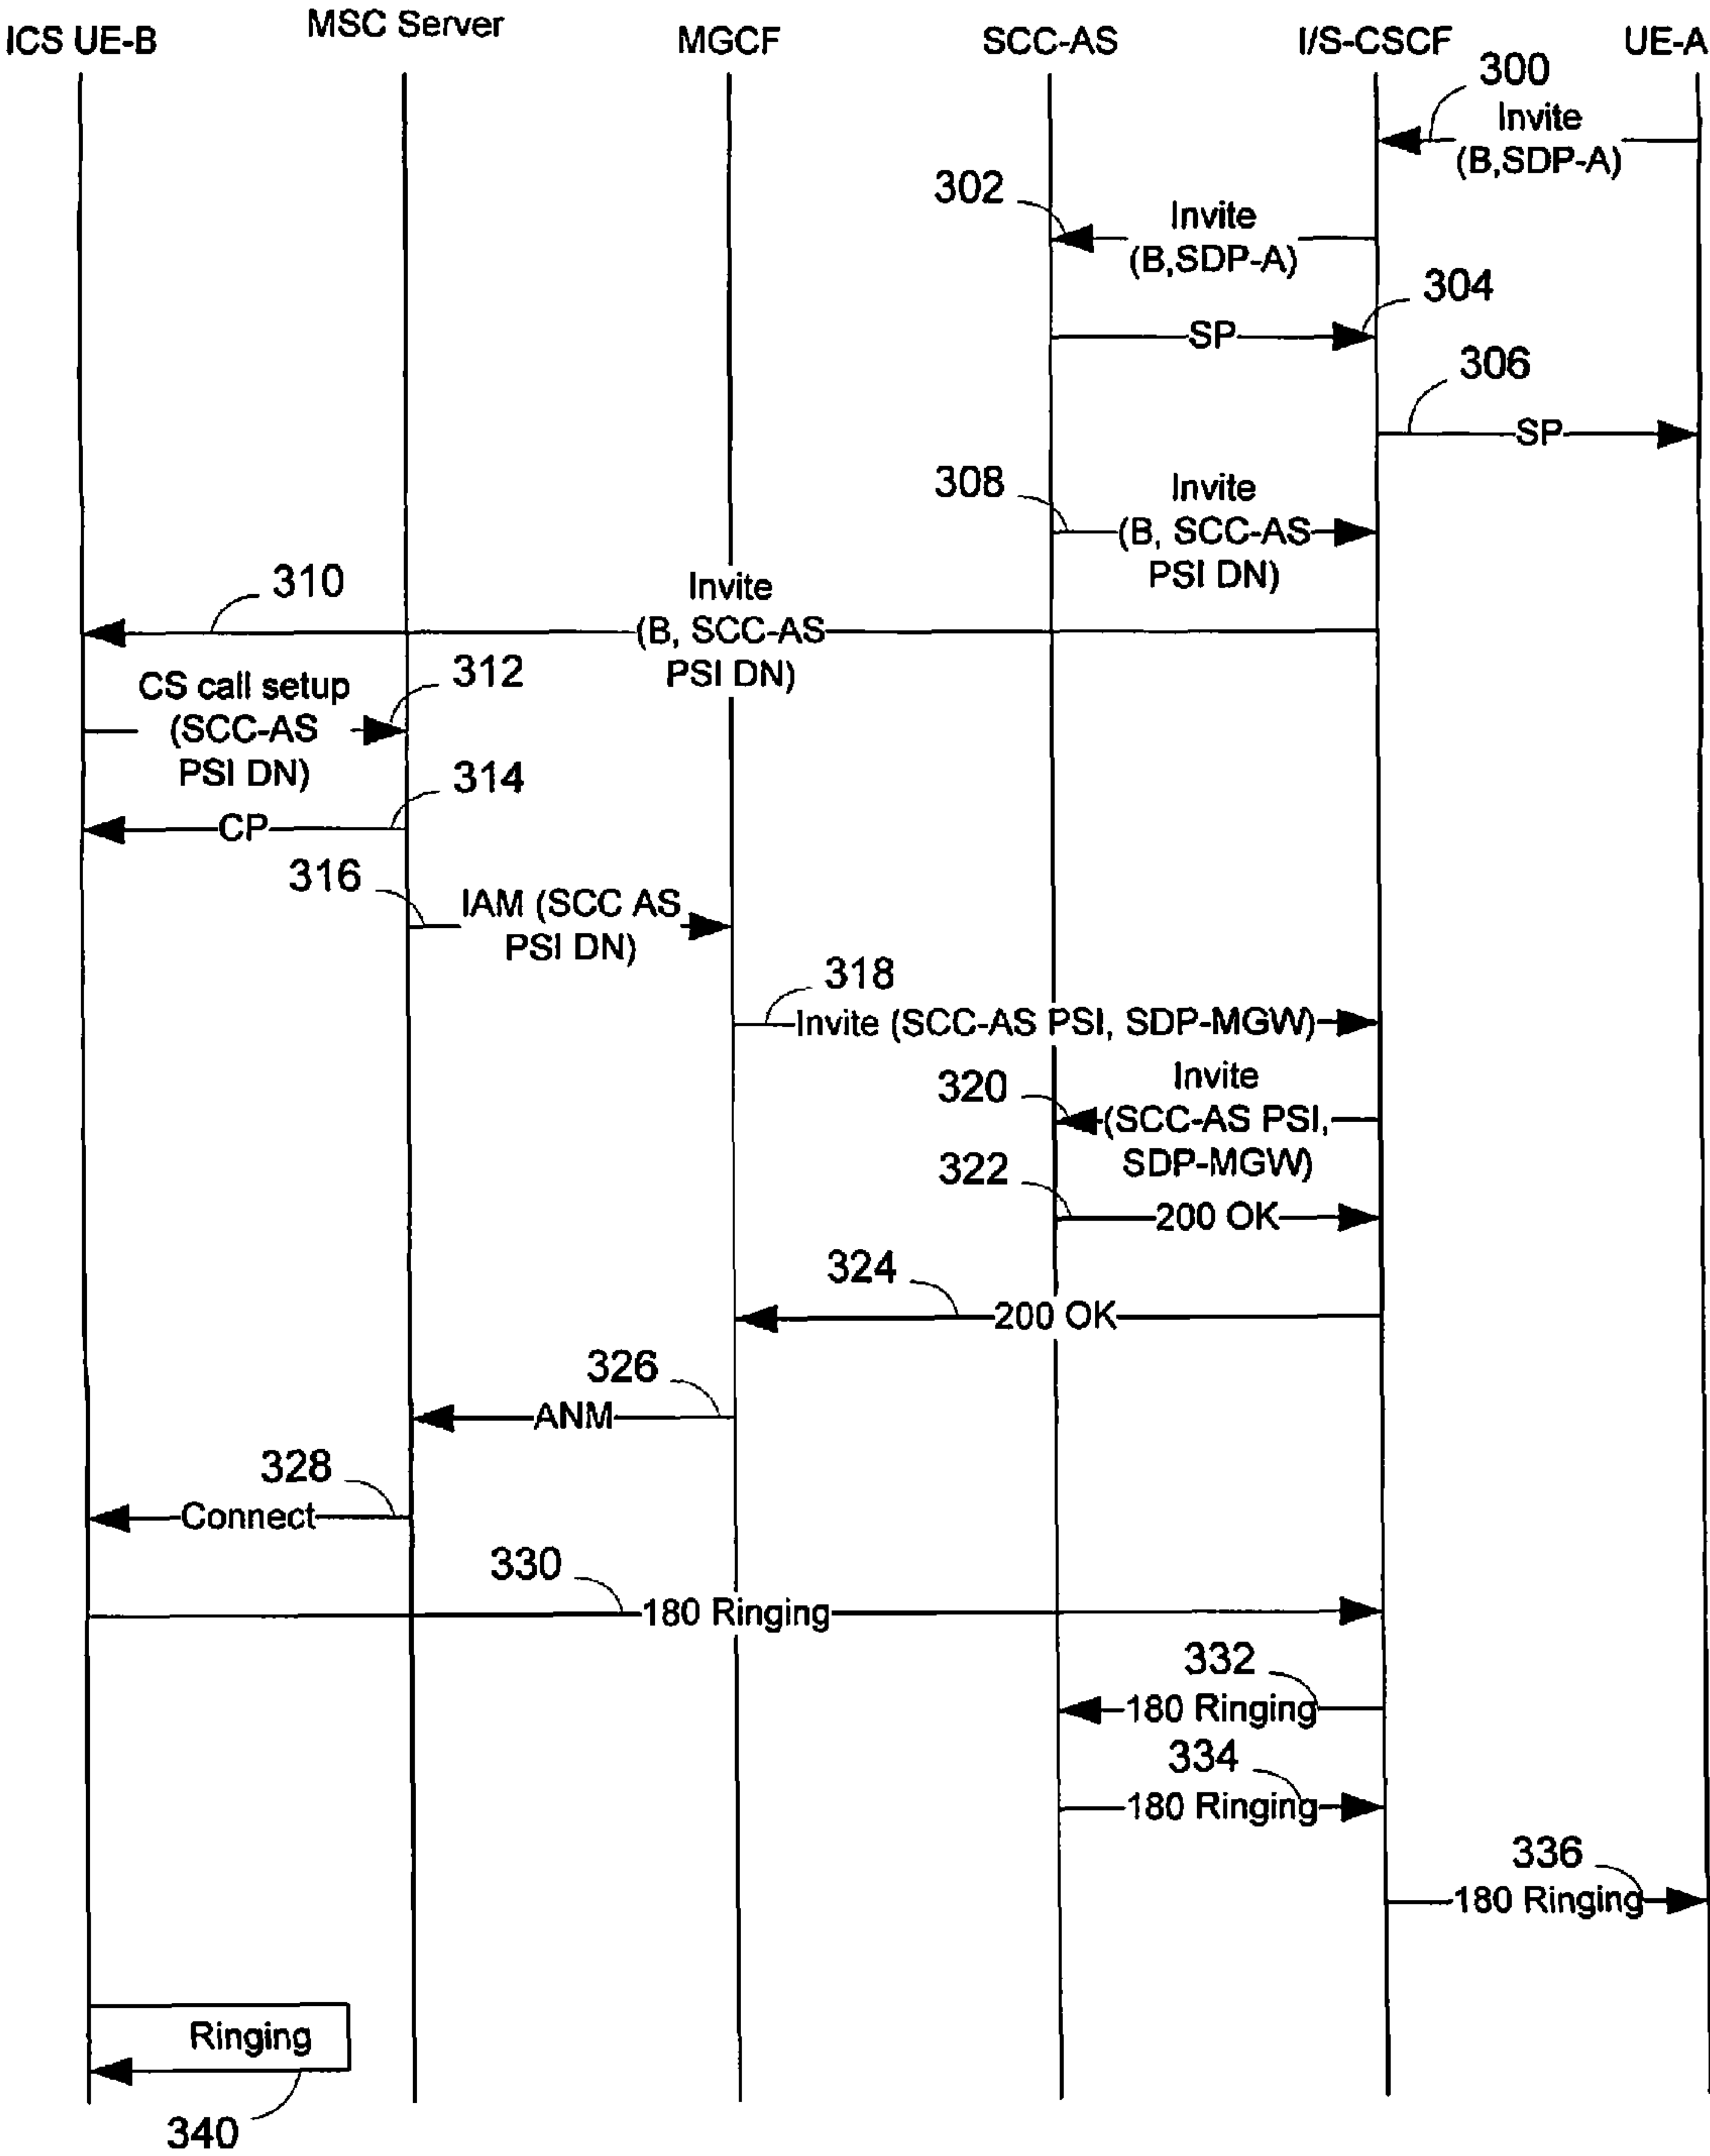 ICS UE-B
MSC Server
MGCF
SCC-AS
I/S-CSCF
UE-A
300
Invite
(B,SDP-A)
302
Invite
(B,SDP-A)
304
SP
306
SP
308
Invite
(B, SCC-AS
PSI DN)
310
Invite
(B, SCC-AS
PSI DN)
312
CS call setup
(SCC-AS
PSI DN)
314
CP
316
IAM (SCC AS
PSI DN)
318
Invite (SCC-AS PSI, SDP-MGW)
320
Invite
(SCC-AS PSI,
SDP-MGW)
322
200 OK
324
200 OK
326
ANM
328
Connect
330
180 Ringing
332
180 Ringing
334
180 Ringing
336
180 Ringing
Ringing
340